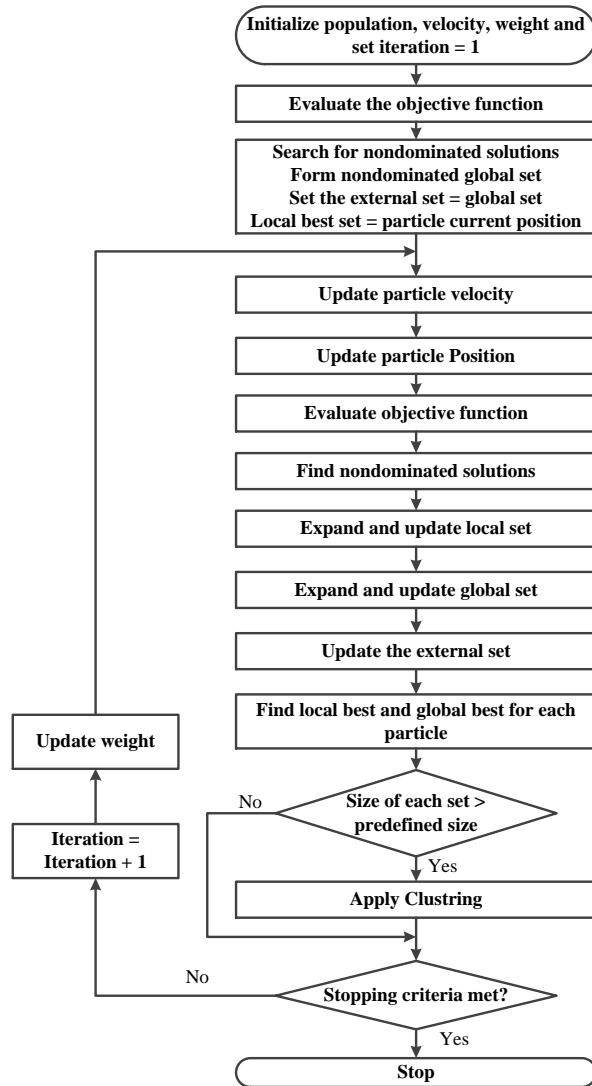 Initialize population, velocity, weight and
set iteration = 1
Evaluate the objective function
Search for nondominated solutions
Form nondominated global set
Set the external set = global set
Local best set = particle current position
Update particle velocity
Update particle Position
Evaluate objective function
Find nondominated solutions
Expand and update local set
Expand and update global set
Update the external set
Find local best and global best for each
particle
Update weight
No
Size of each set >
predefined size
Iteration =
Iteration + 1
Yes
Apply Clustring
No
Stopping criteria met?
Yes
Stop